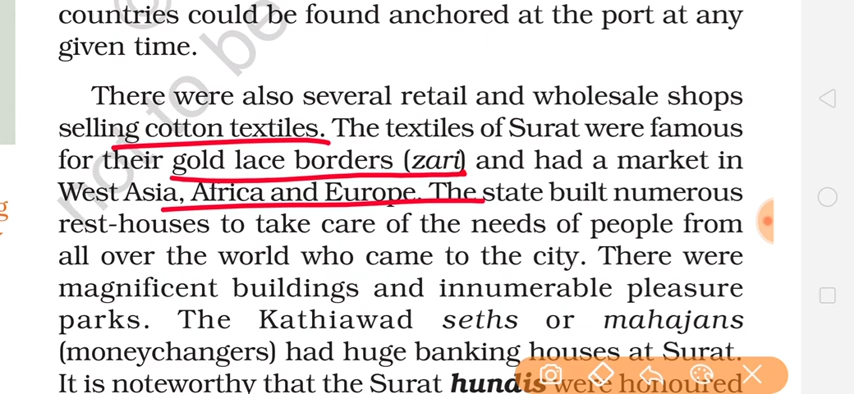 countries could be found anchored at the port at any
given time.
There were also several retail and wholesale shops
selling cotton textiles. The textiles of Surat were famous
for their gold lace borders (zari) and had a market in
West Asia, Africa and Europe. The state built numerous
rest-houses to take care of the needs of people from
all over the world who came to the city. There were
magnificent buildings and innumerable pleasure
parks. The Kathiawad seths or mahajans
(moneychangers) had huge banking houses at Surat.
It is noteworthy that the Surat hundis were honoured
not to be
g